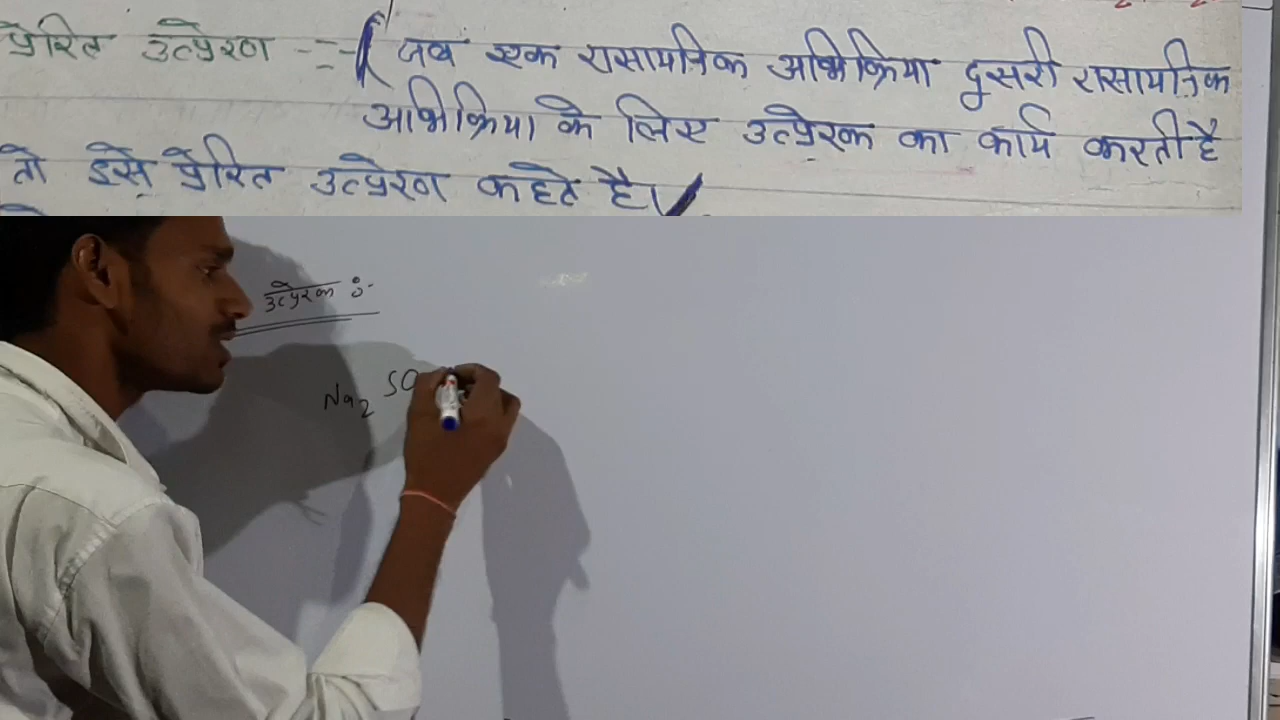 प्रेरित उत्प्रेरण -:- ( जब एक रासायनिक अभिक्रिया दुसरी रासायनिक
अभिक्रिया के लिए उत्प्रेरक का कार्य करती है
तो इसे प्रेरित उत्प्रेरण कहते है।
उत्प्रेरक :-
Na2 SO